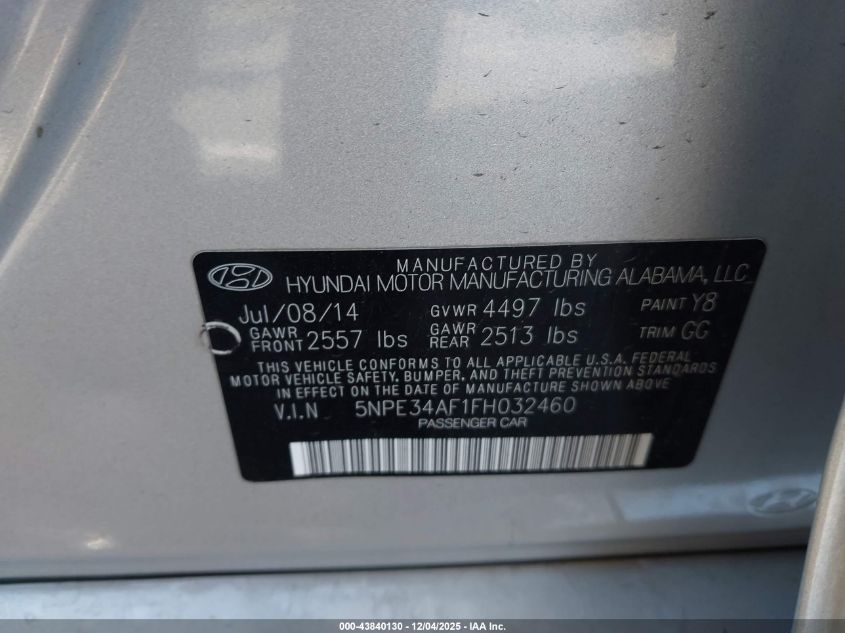 MANUFACTURED BY
HYUNDAI MOTOR MANUFACTURING ALABAMA, LLC
Jul/08/14 GVWR 4497 lbs PAINT Y8
GAWR FRONT 2557 lbs GAWR REAR 2513 lbs TRIM GG
THIS VEHICLE CONFORMS TO ALL APPLICABLE U.S.A. FEDERAL
MOTOR VEHICLE SAFETY, BUMPER, AND THEFT PREVENTION STANDARDS
IN EFFECT ON THE DATE OF MANUFACTURE SHOWN ABOVE
V.I.N 5NPE34AF1FH032460
PASSENGER CAR
000-43840130 - 12/04/2025 - IAA Inc.